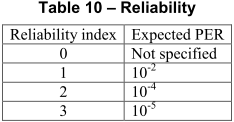 Table 10 – Reliability
Reliability index Expected PER
0 Not specified
1 10⁻²
2 10⁻⁴
3 10⁻⁵